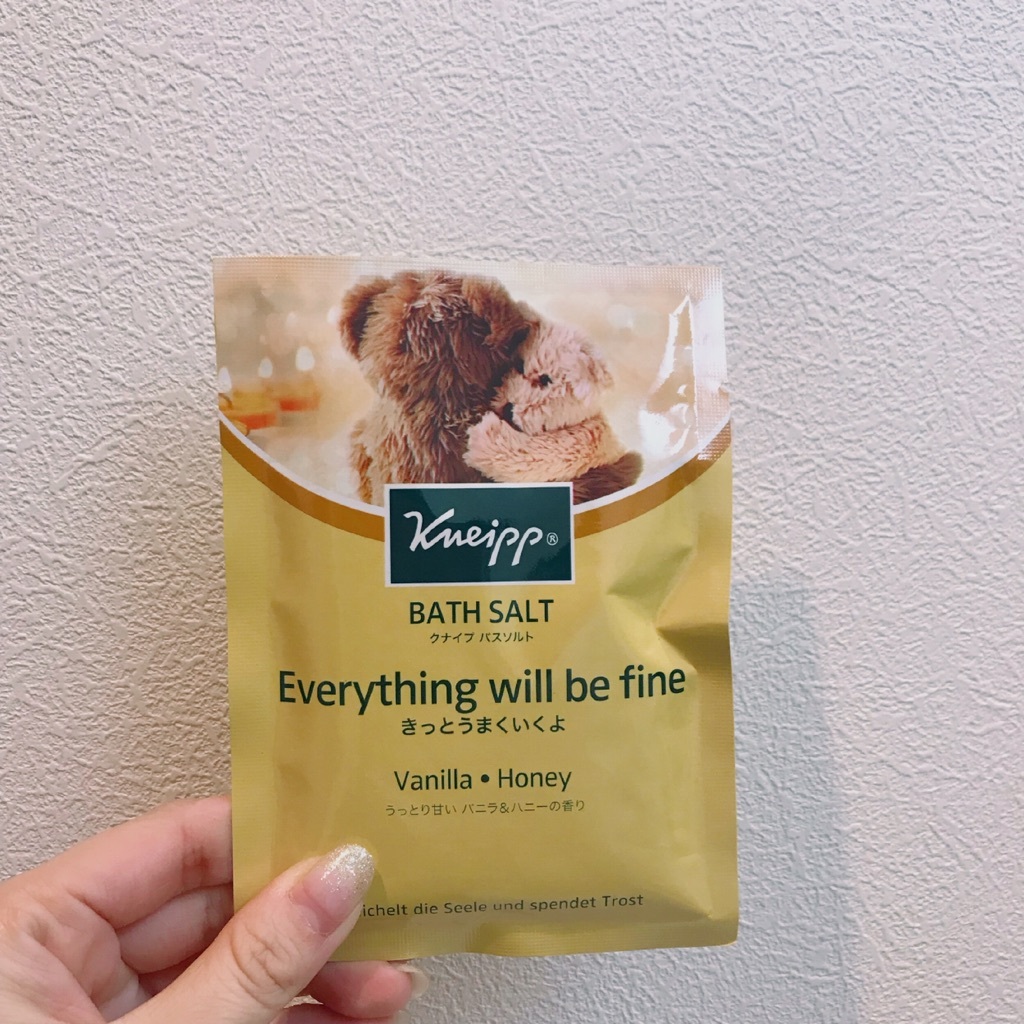 Kneipp®
BATH SALT
クナイプ バスソルト
Everything will be fine
きっとうまくいくよ
Vanilla • Honey
うっとり甘い バニラ&ハニーの香り
die Seele und spendet Trost